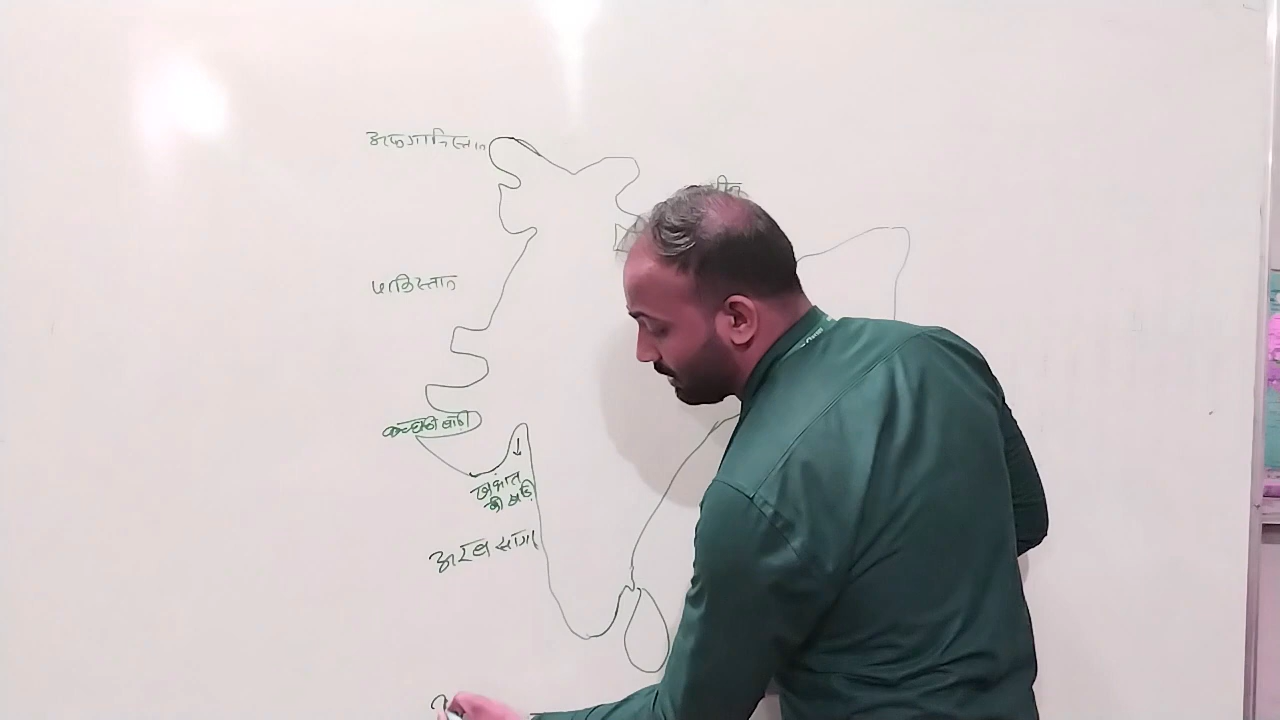 अफगानिस्तान
पाकिस्तान
कच्छ की खाड़ी
खंभात
की खाड़ी
अरब सागर